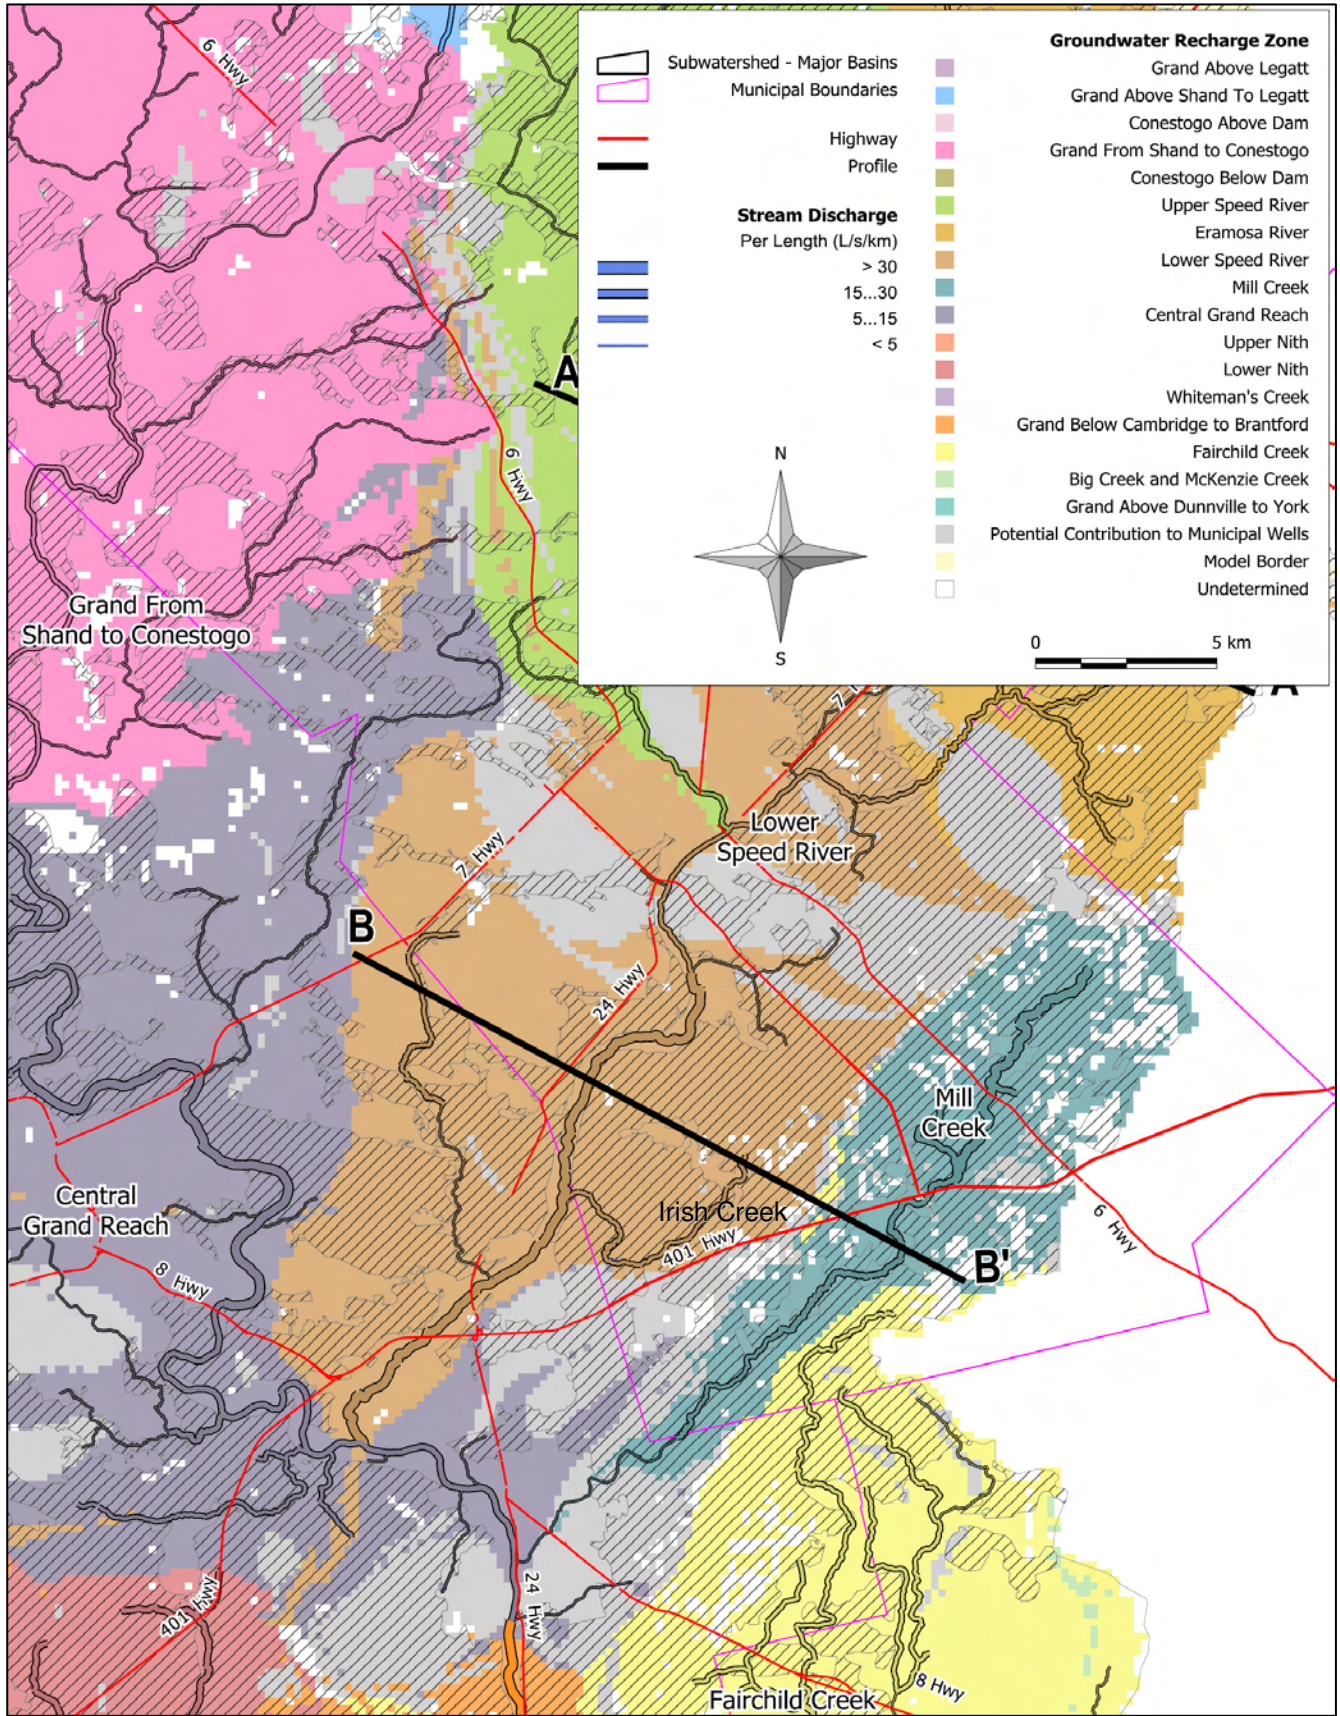 Subwatershed - Major Basins
Municipal Boundaries
Highway
Profile
Stream Discharge
Per Length (L/s/km)
> 30
15...30
5...15
< 5
Groundwater Recharge Zone
Grand Above Legatt
Grand Above Shand To Legatt
Conestogo Above Dam
Grand From Shand to Conestogo
Conestogo Below Dam
Upper Speed River
Eramosa River
Lower Speed River
Mill Creek
Central Grand Reach
Upper Nith
Lower Nith
Whiteman's Creek
Grand Below Cambridge to Brantford
Fairchild Creek
Big Creek and McKenzie Creek
Grand Above Dunnville to York
Potential Contribution to Municipal Wells
Model Border
Undetermined
N
S
0 5 km
6 Hwy
A
6 Hwy
Grand From
Shand to Conestogo
7
Lower
Speed River
7 Hwy
B
24 Hwy
Mill
Creek
Central
Grand Reach
Irish Creek
401 Hwy
6 Hwy
8 Hwy
B'
401 Hwy
24 Hwy
8 Hwy
Fairchild Creek